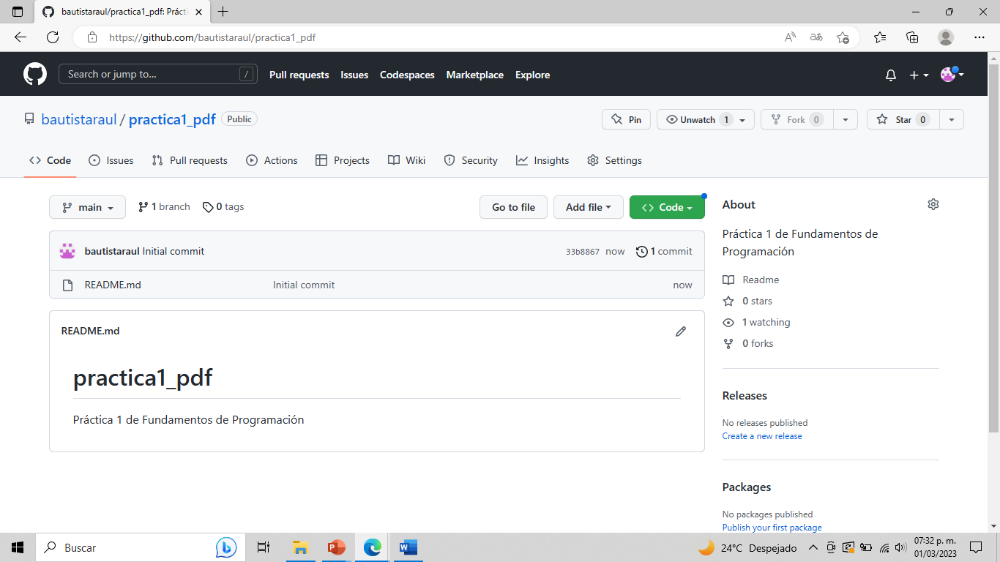 bautistaraul/practica1_pdf: Práct
https://github.com/bautistaraul/practica1_pdf
Search or jump to... /
Pull requests Issues Codespaces Marketplace Explore
bautistaraul / practica1_pdf Public
Pin Unwatch 1 Fork 0 Star 0
Code Issues Pull requests Actions Projects Wiki Security Insights Settings
main 1 branch 0 tags
Go to file Add file Code
bautistaraul Initial commit 33b8867 now 1 commit
README.md Initial commit now
README.md
practica1_pdf
Práctica 1 de Fundamentos de Programación
About
Práctica 1 de Fundamentos de
Programación
Readme
0 stars
1 watching
0 forks
Releases
No releases published
Create a new release
Packages
No packages published
Publish your first package
Buscar
24°C Despejado
07:32 p. m.
01/03/2023